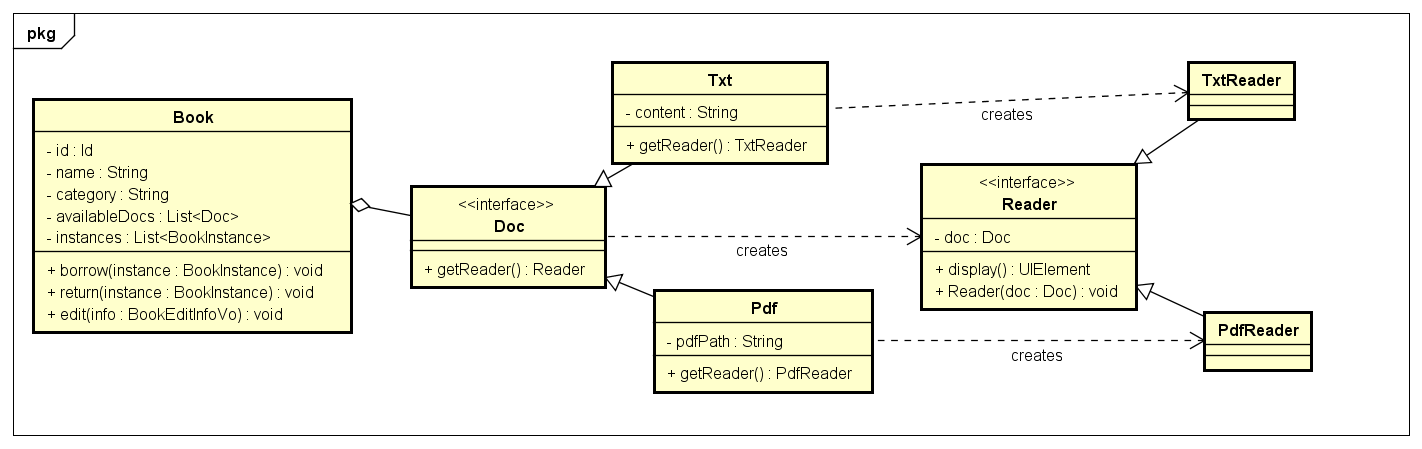 pkg
Book
- id : Id
- name : String
- category : String
- availableDocs : List<Doc>
- instances : List<BookInstance>
+ borrow(instance : BookInstance) : void
+ return(instance : BookInstance) : void
+ edit(info : BookEditInfoVo) : void
Txt
- content : String
+ getReader() : TxtReader
<<interface>>
Doc
+ getReader() : Reader
Pdf
- pdfPath : String
+ getReader() : PdfReader
creates
creates
creates
TxtReader
<<interface>>
Reader
- doc : Doc
+ display() : UIElement
+ Reader(doc : Doc) : void
PdfReader